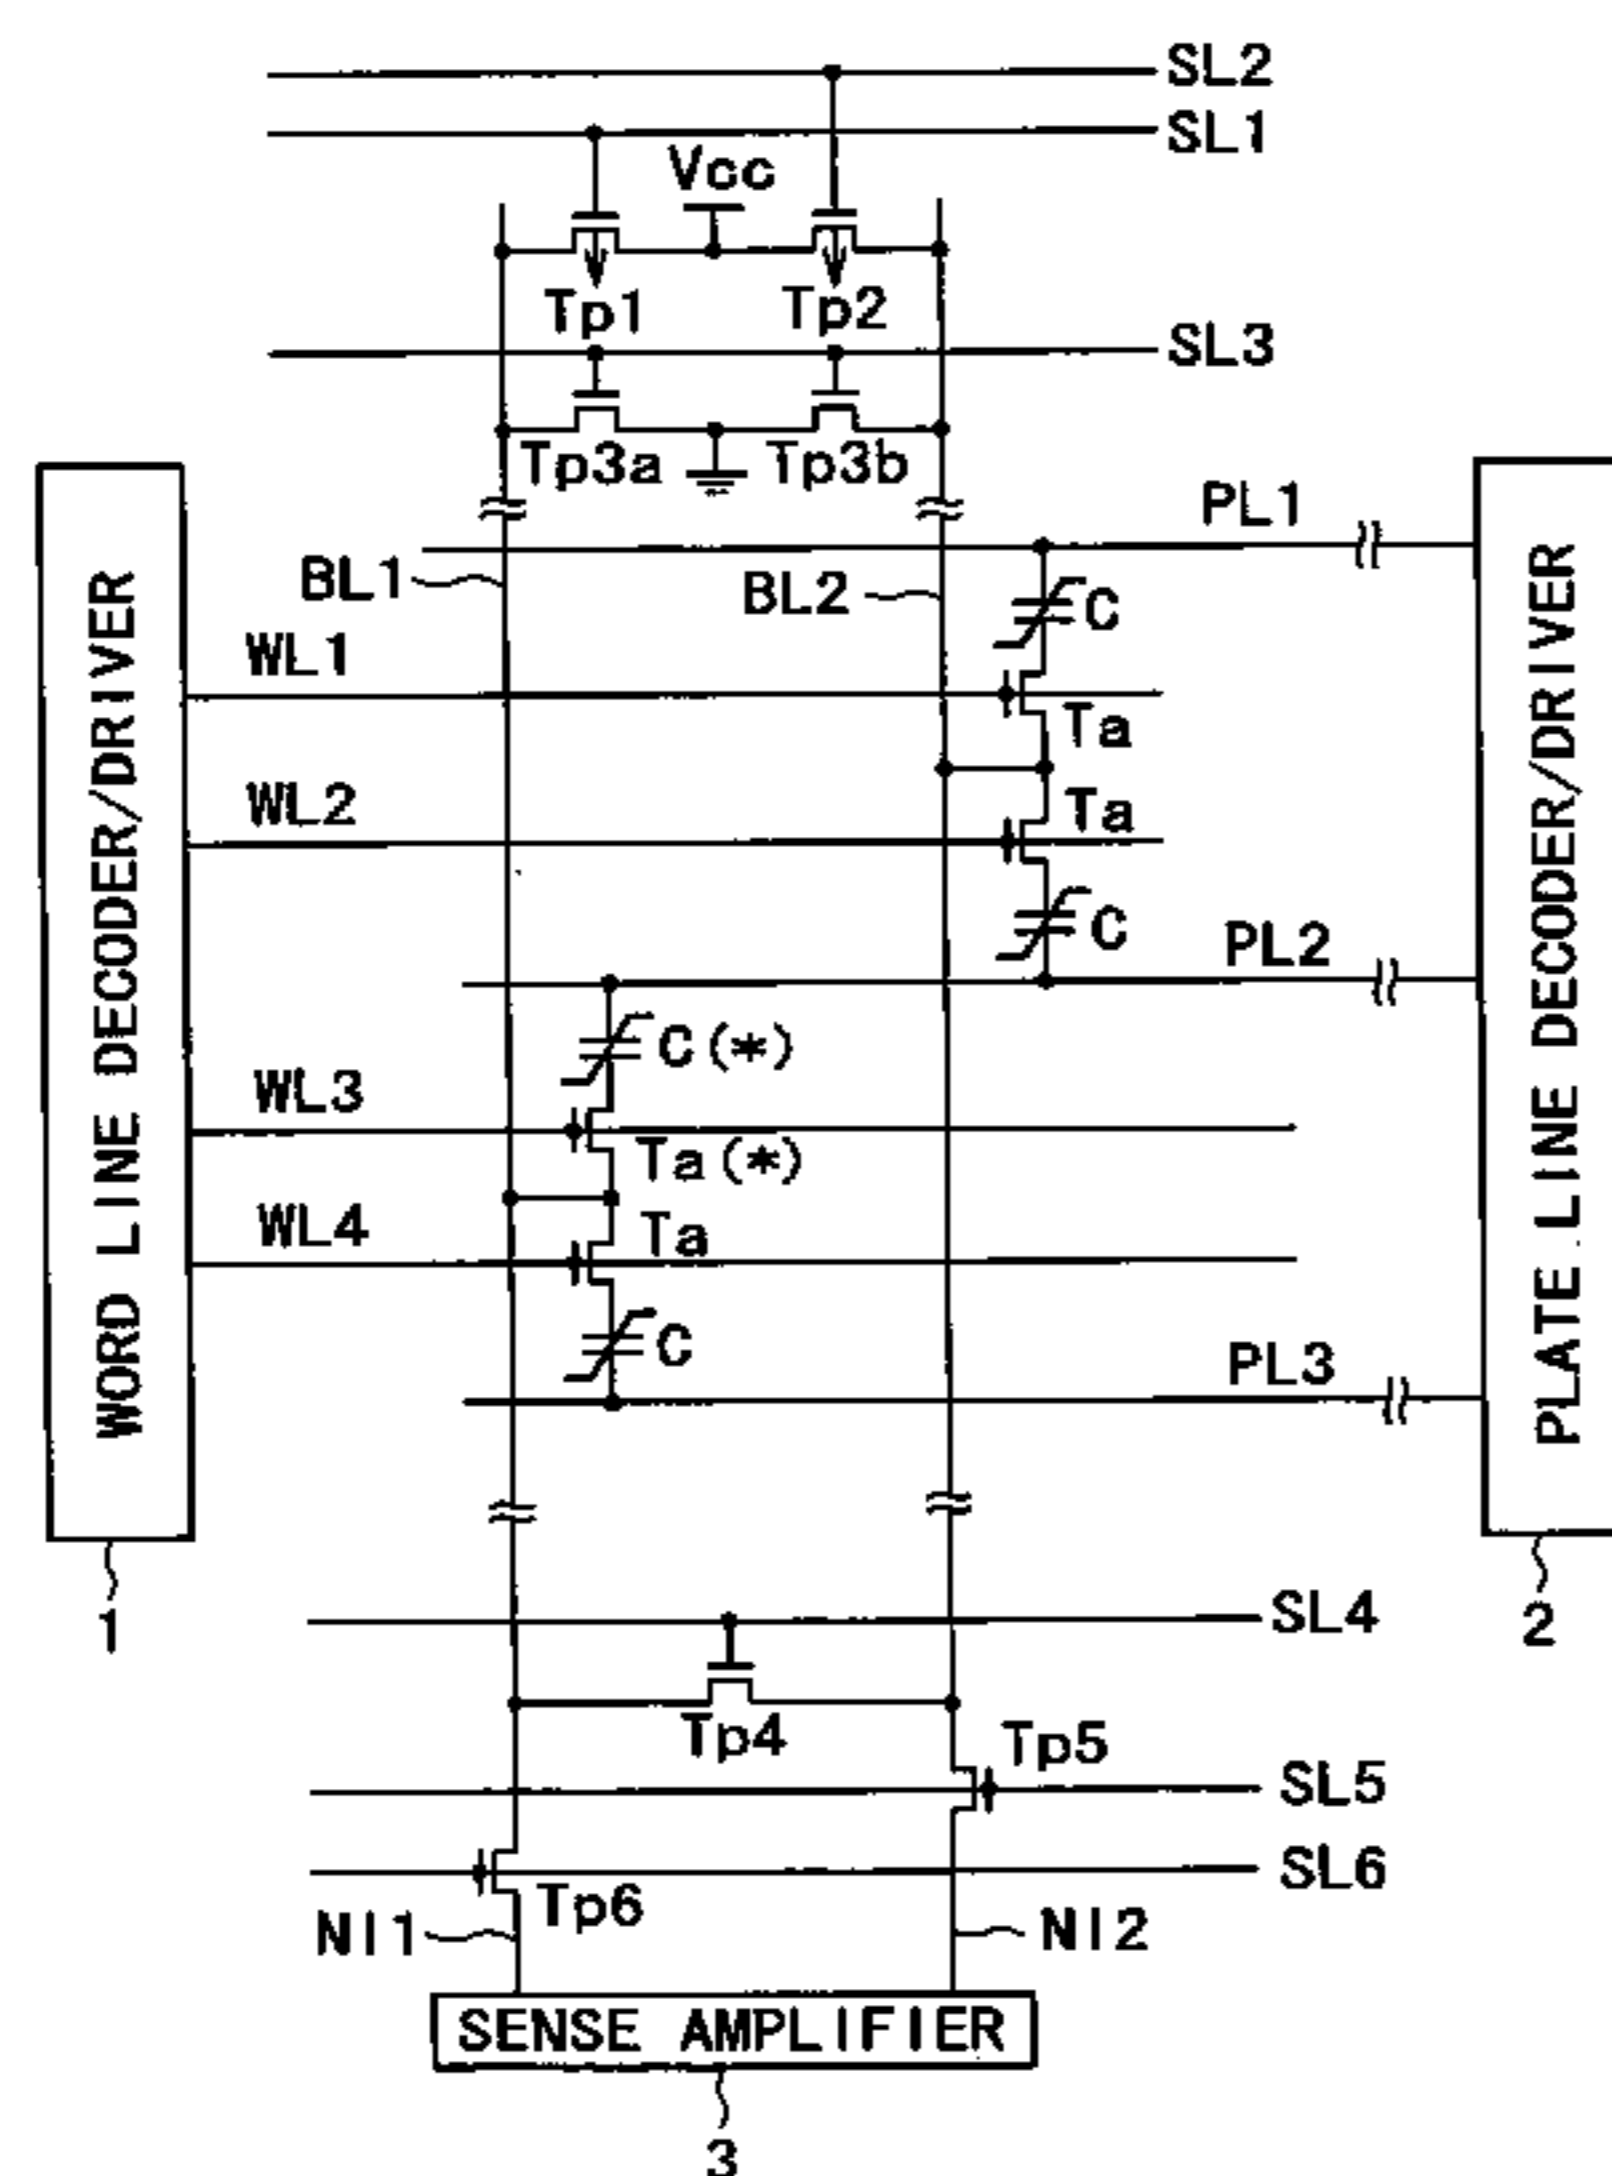 SL2
SL1
Vcc
Tp1
Tp2
SL3
Tp3a
Tp3b
PL1
BL1
BL2
C
WL1
Ta
WL2
Ta
C
PL2
C(*)
WL3
Ta(*)
WL4
Ta
C
PL3
WORD LINE DECODER/DRIVER
PLATE LINE DECODER/DRIVER
1
2
SL4
Tp4
Tp5
SL5
SL6
Tp6
NI1
NI2
SENSE AMPLIFIER
3